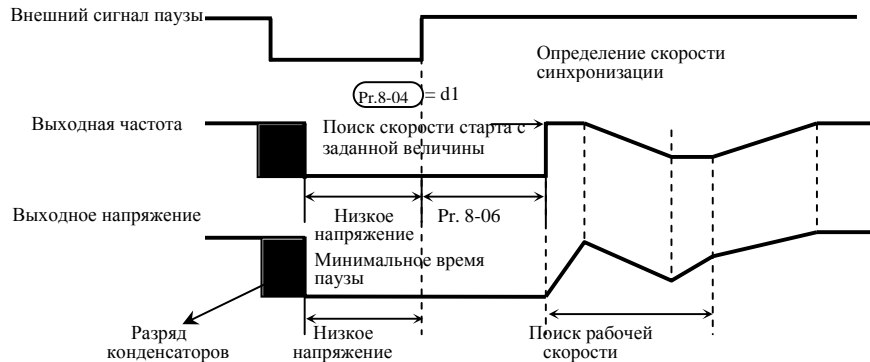 Внешний сигнал паузы
Определение скорости
синхронизации
Pr.8-04 = d1
Выходная частота
Поиск скорости старта с
заданной величины
Выходное напряжение
Низкое
напряжение
Pr. 8-06
Минимальное время
паузы
Разряд
конденсаторов
Низкое
напряжение
Поиск рабочей
скорости